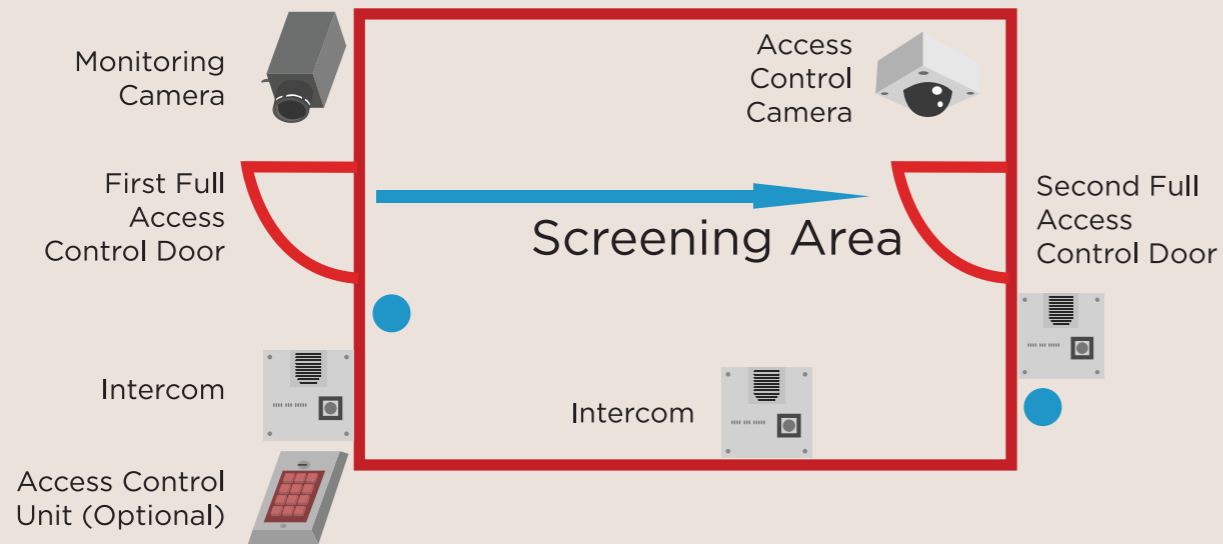 Monitoring
Camera
Access
Control
Camera
First Full
Access
Control Door
Screening Area
Second Full
Access
Control Door
Intercom
Intercom
Access Control
Unit (Optional)